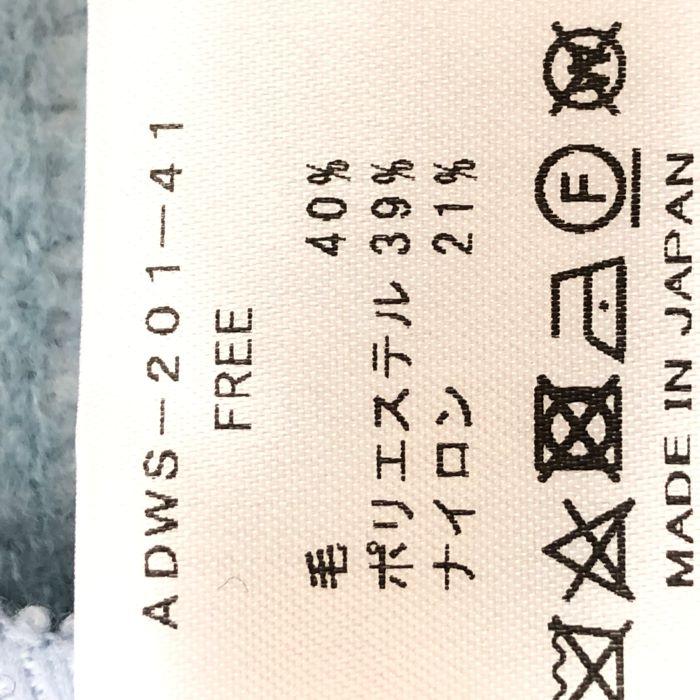 ADWS-201-41
FREE
毛 40%
ポリエステル 39%
ナイロン 21%
F
MADE IN JAPAN